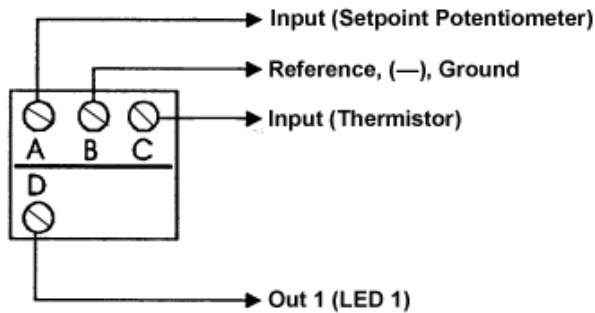 Input (Setpoint Potentiometer)
Reference, (—), Ground
Input (Thermistor)
A B C
D
Out 1 (LED 1)